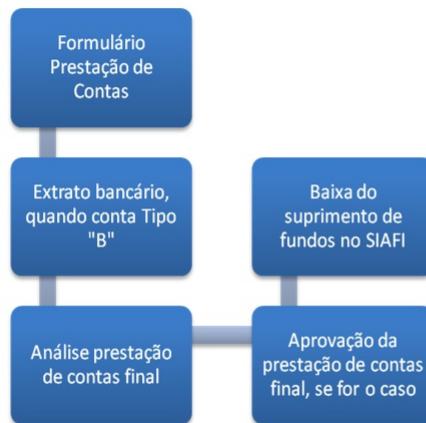 Formulário
Prestação de
Contas
Extrato bancário,
quando conta Tipo
"B"
Análise prestação
de contas final
Aprovação da
prestação de contas
final, se for o caso
Baixa do
suprimento de
fundos no SIAFI